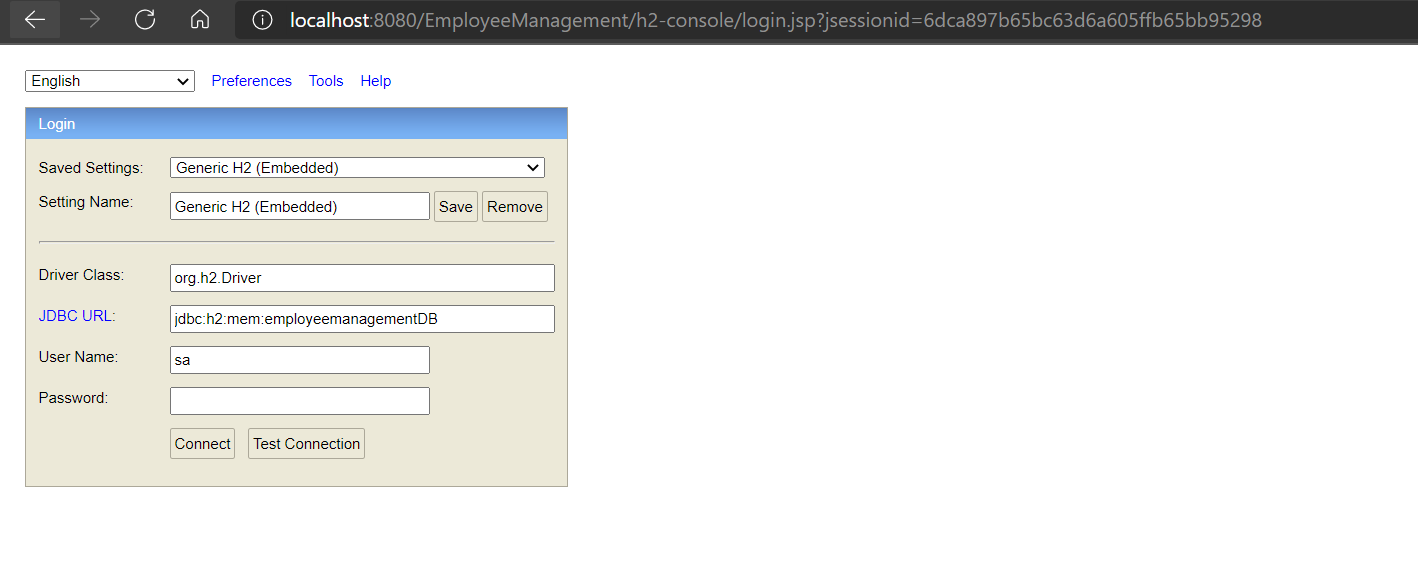 localhost:8080/EmployeeManagement/h2-console/login.jsp?jsessionid=6dca897b65bc63d6a605ffb65bb95298
English Preferences Tools Help
Login
Saved Settings: Generic H2 (Embedded)
Setting Name: Generic H2 (Embedded) Save Remove
Driver Class: org.h2.Driver
JDBC URL: jdbc:h2:mem:employeemanagementDB
User Name: sa
Password:
Connect Test Connection